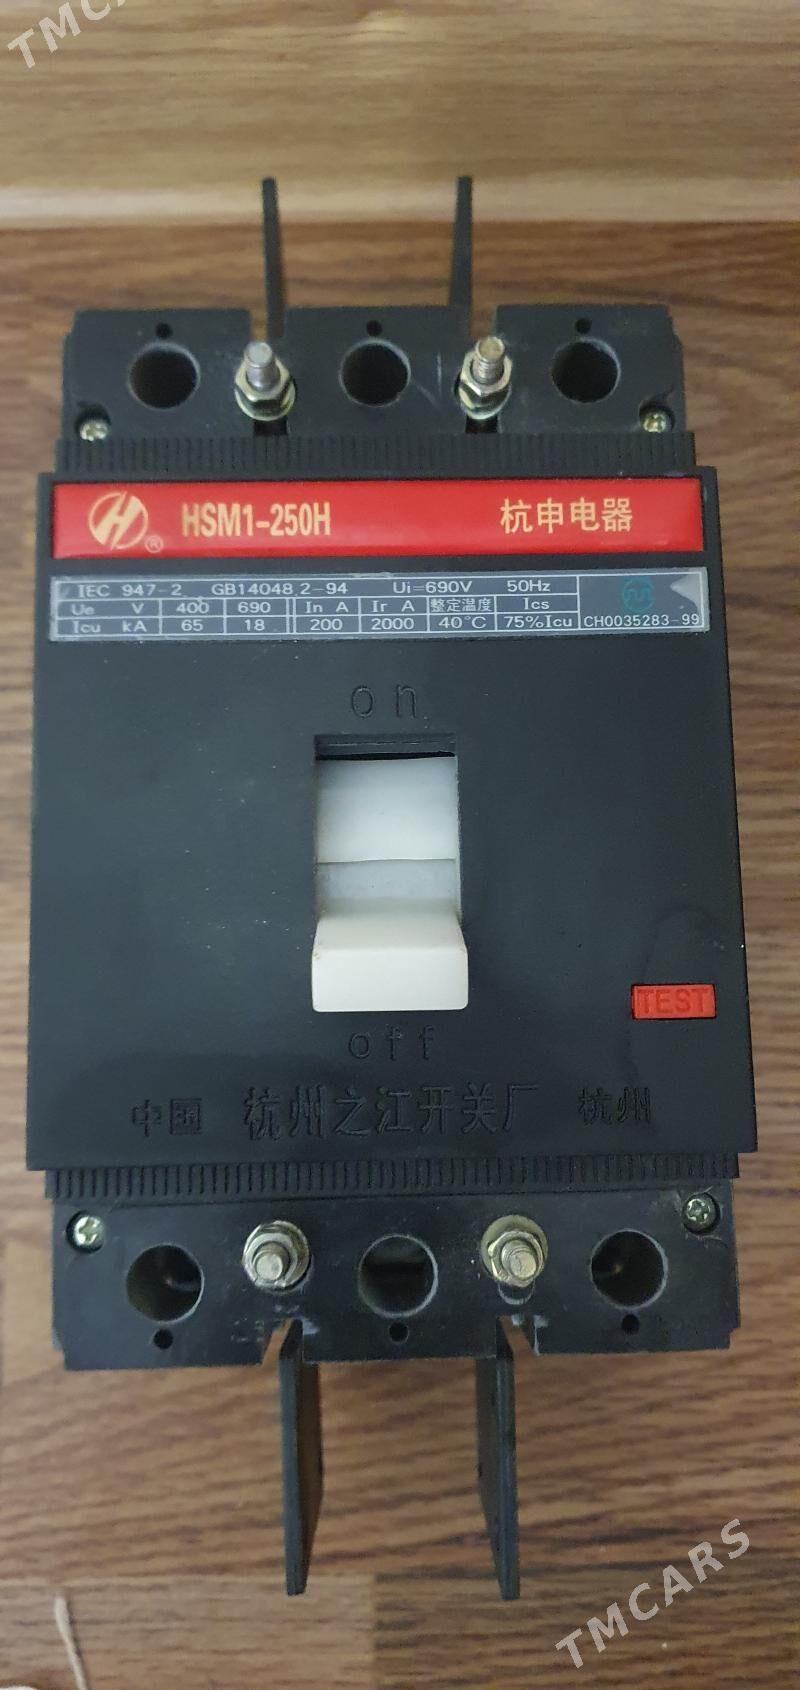 TMCARS
HSM1-250H 杭申电器
®
IEC 947-2 GB14048.2-94 Ui=690V 50Hz
Ue V 400 690 In A Ir A 整定温度 Ics
Icu kA 65 18 200 2000 40°C 75%Icu CH0035283-99
on
TEST
off
中国 杭州之江开关厂 杭州
TMCARS